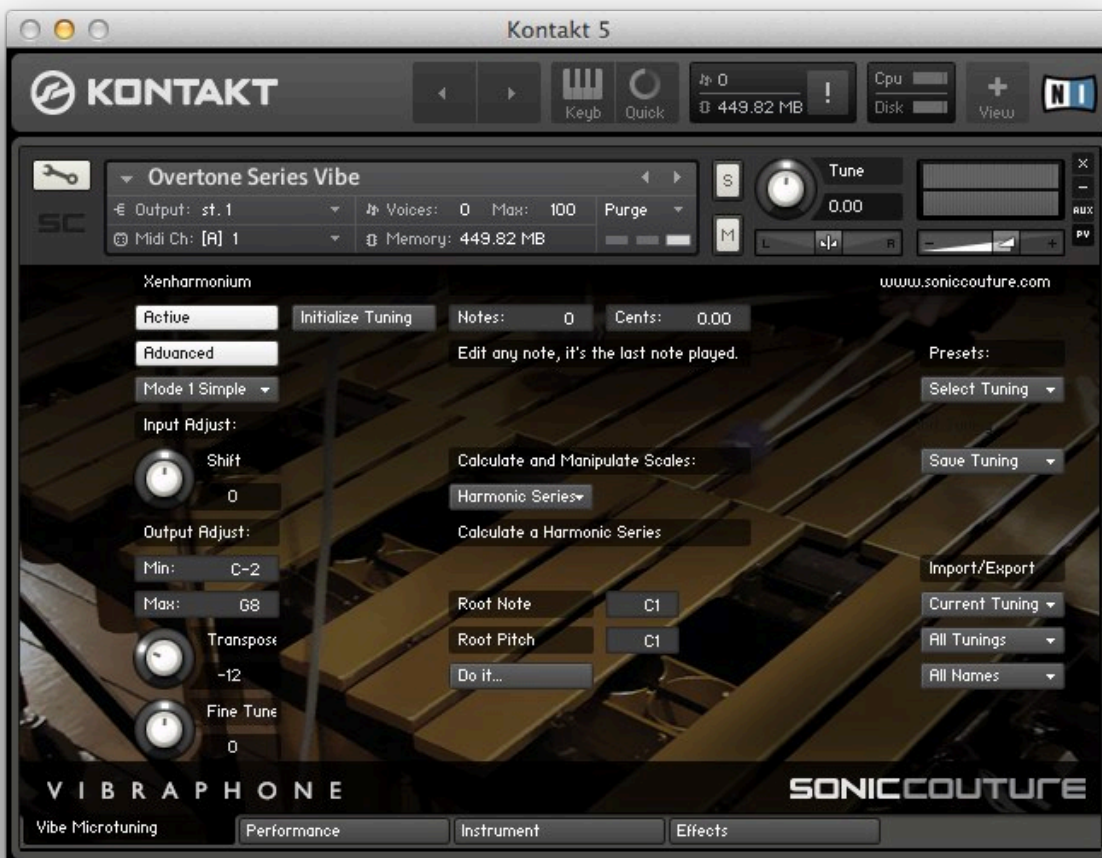 Kontakt 5
KONTAKT
Keyb
Quick
0
449.82 MB
!
Cpu
Disk
+
View
NI
Overtone Series Vibe
S
Tune
0.00
X
–
AUX
PV
SC
Output: st. 1
Voices: 0 Max: 100
Purge
Midi Ch: [A] 1
Memory: 449.82 MB
M
L
R
-
+
Xenharmonium
www.soniccouture.com
Active
Initialize Tuning
Notes: 0
Cents: 0.00
Advanced
Edit any note, it's the last note played.
Presets:
Mode 1 Simple
Select Tuning
Input Adjust:
Shift
0
Calculate and Manipulate Scales:
Save Tuning
Harmonic Series
Output Adjust:
Calculate a Harmonic Series
Min: C-2
Import/Export
Max: G8
Root Note C1
Current Tuning
Transpose
-12
Root Pitch C1
All Tunings
Do it...
All Names
Fine Tune
0
VIBRAPHONE
SONICCOUTURE
Vibe Microtuning
Performance
Instrument
Effects